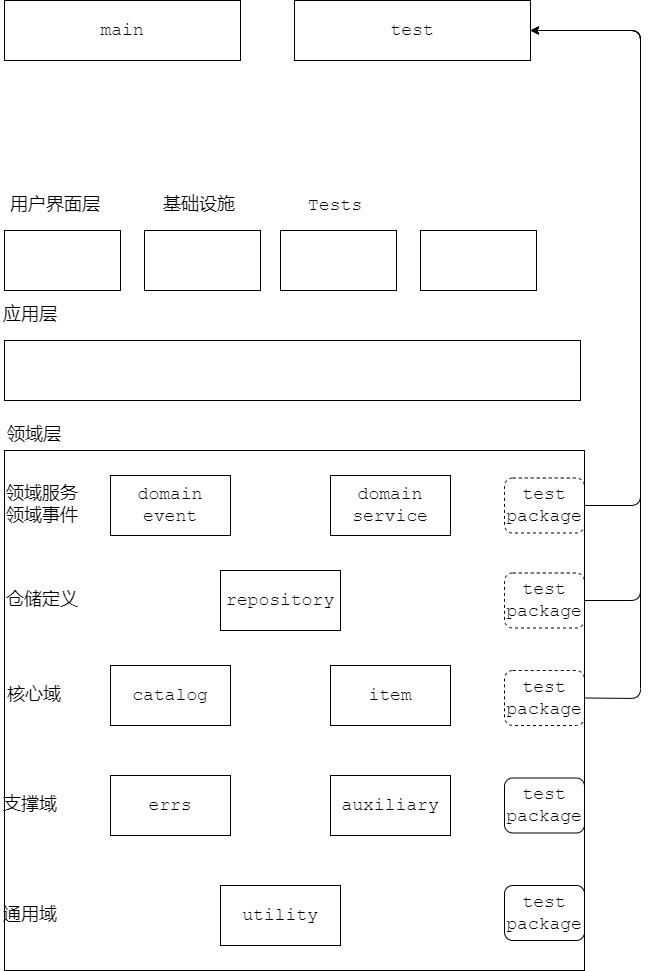 main
test
用户界面层
基础设施
Tests
应用层
领域层
领域服务
领域事件
domain
event
domain
service
test
package
仓储定义
repository
test
package
核心域
catalog
item
test
package
支撑域
errs
auxiliary
test
package
通用域
utility
test
package